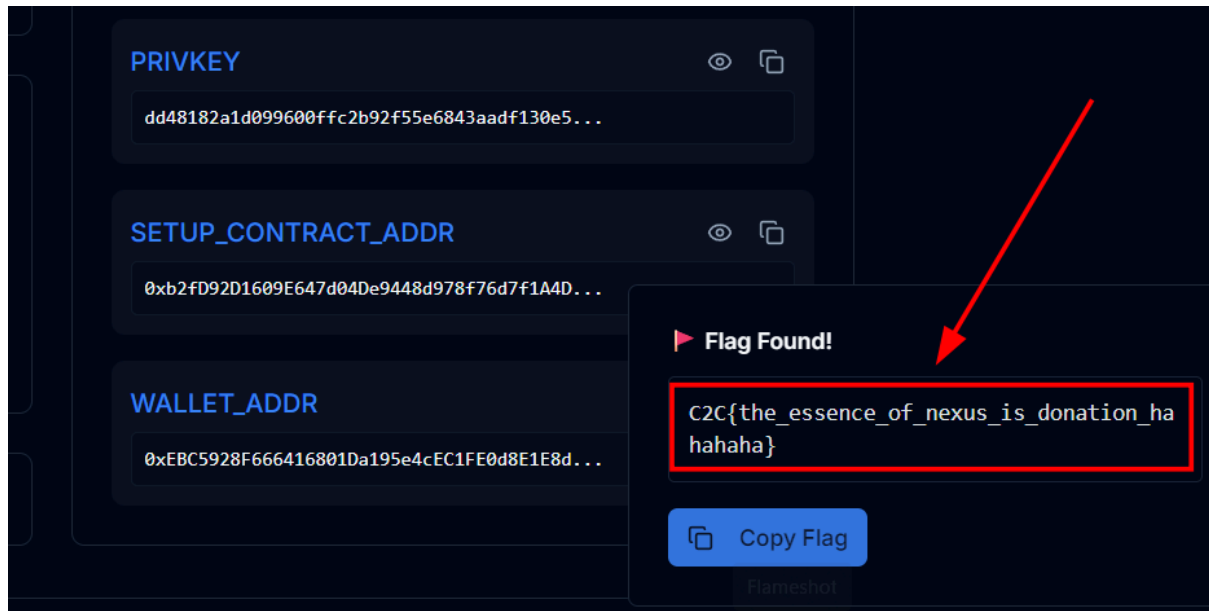 PRIVKEY
dd48182a1d099600ffc2b92f55e6843aadf130e5...
SETUP_CONTRACT_ADDR
0xb2fD92D1609E647d04De9448d978f76d7f1A4D...
Flag Found!
C2C{the_essence_of_nexus_is_donation_ha
hahaha}
WALLET_ADDR
0xEBC5928F666416801Da195e4cEC1FE0d8E1E8d...
Copy Flag
Flameshot